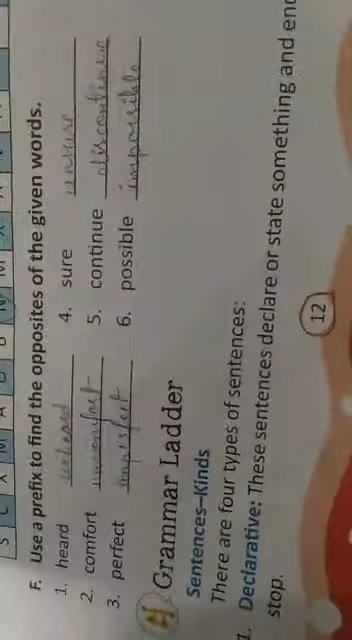 F. Use a prefix to find the opposites of the given words.
1. heard unheard 4. sure unsure
2. comfort 5. continue discontinue
3. perfect imperfect 6. possible impossible
Grammar Ladder
Sentences–Kinds
There are four types of sentences:
1. Declarative: These sentences declare or state something and end
stop.
12